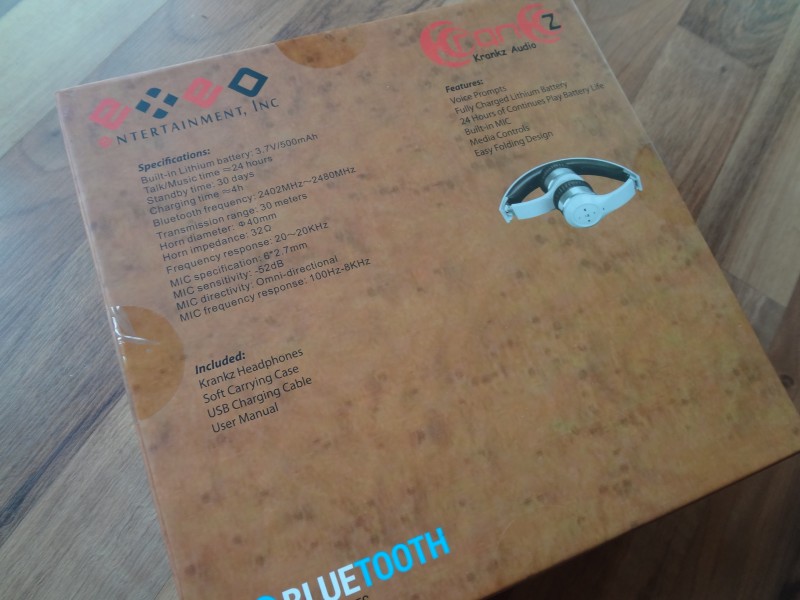 exeo
ENTERTAINMENT, INC
Specifications:
Built-in Lithium battery: 3.7V/500mAh
Talk/Music time ≈24 hours
Standby time: 30 days
Charging time ≈4h
Bluetooth frequency: 2402MHz~2480MHz
Transmission range: 30 meters
Horn diameter: Φ40mm
Horn impedance: 32Ω
Frequency response: 20~20KHz
MIC specification: 6*2.7mm
MIC sensitivity: -52dB
MIC directivity: Omni-directional
MIC frequency response: 100Hz-8KHz
Included:
Krankz Headphones
Soft Carrying Case
USB Charging Cable
User Manual
Krankz
Krankz Audio
Features:
Voice Prompts
Fully Charged Lithium Battery
24 Hours of Continues Play Battery Life
Built-in MIC
Media Controls
Easy Folding Design
BLUETOOTH